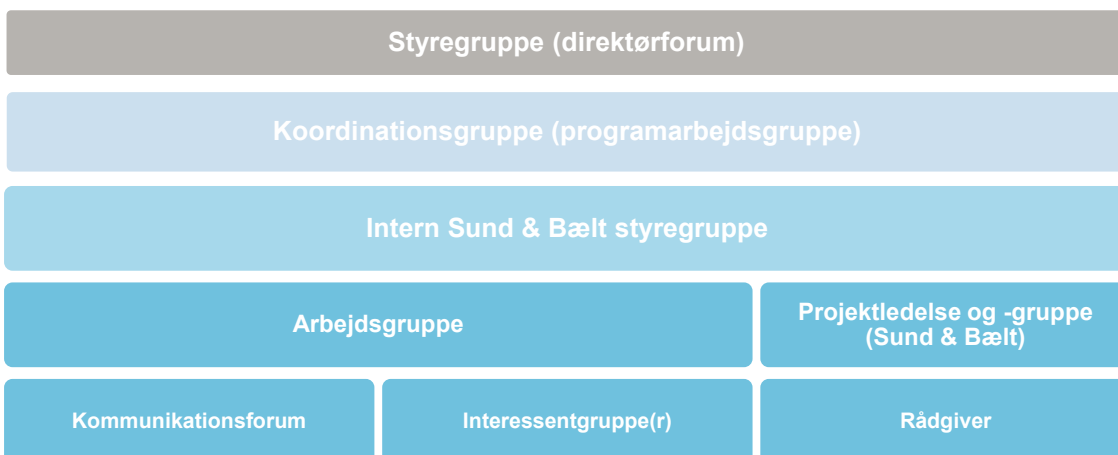 Styregruppe (direktørforum)
Koordinationsgruppe (programarbejdsgruppe)
Intern Sund & Bælt styregruppe
Arbejdsgruppe
Projektledelse og -gruppe
(Sund & Bælt)
Kommunikationsforum
Interessentgruppe(r)
Rådgiver